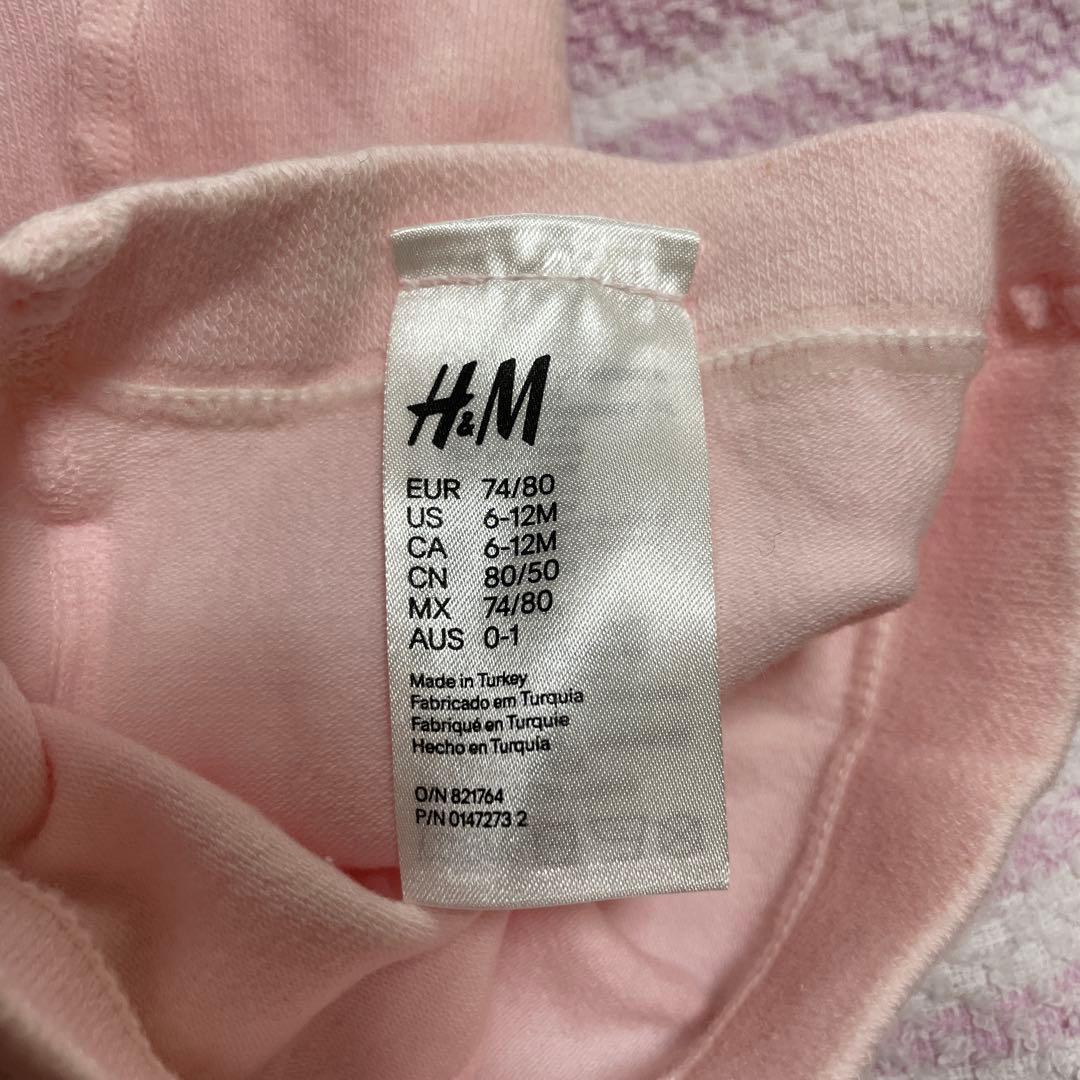 H&M
EUR 74/80
US 6-12M
CA 6-12M
CN 80/50
MX 74/80
AUS 0-1
Made in Turkey
Fabricado em Turquia
Fabriqué en Turquie
Hecho en Turquía
O/N 821764
P/N 0147273 2